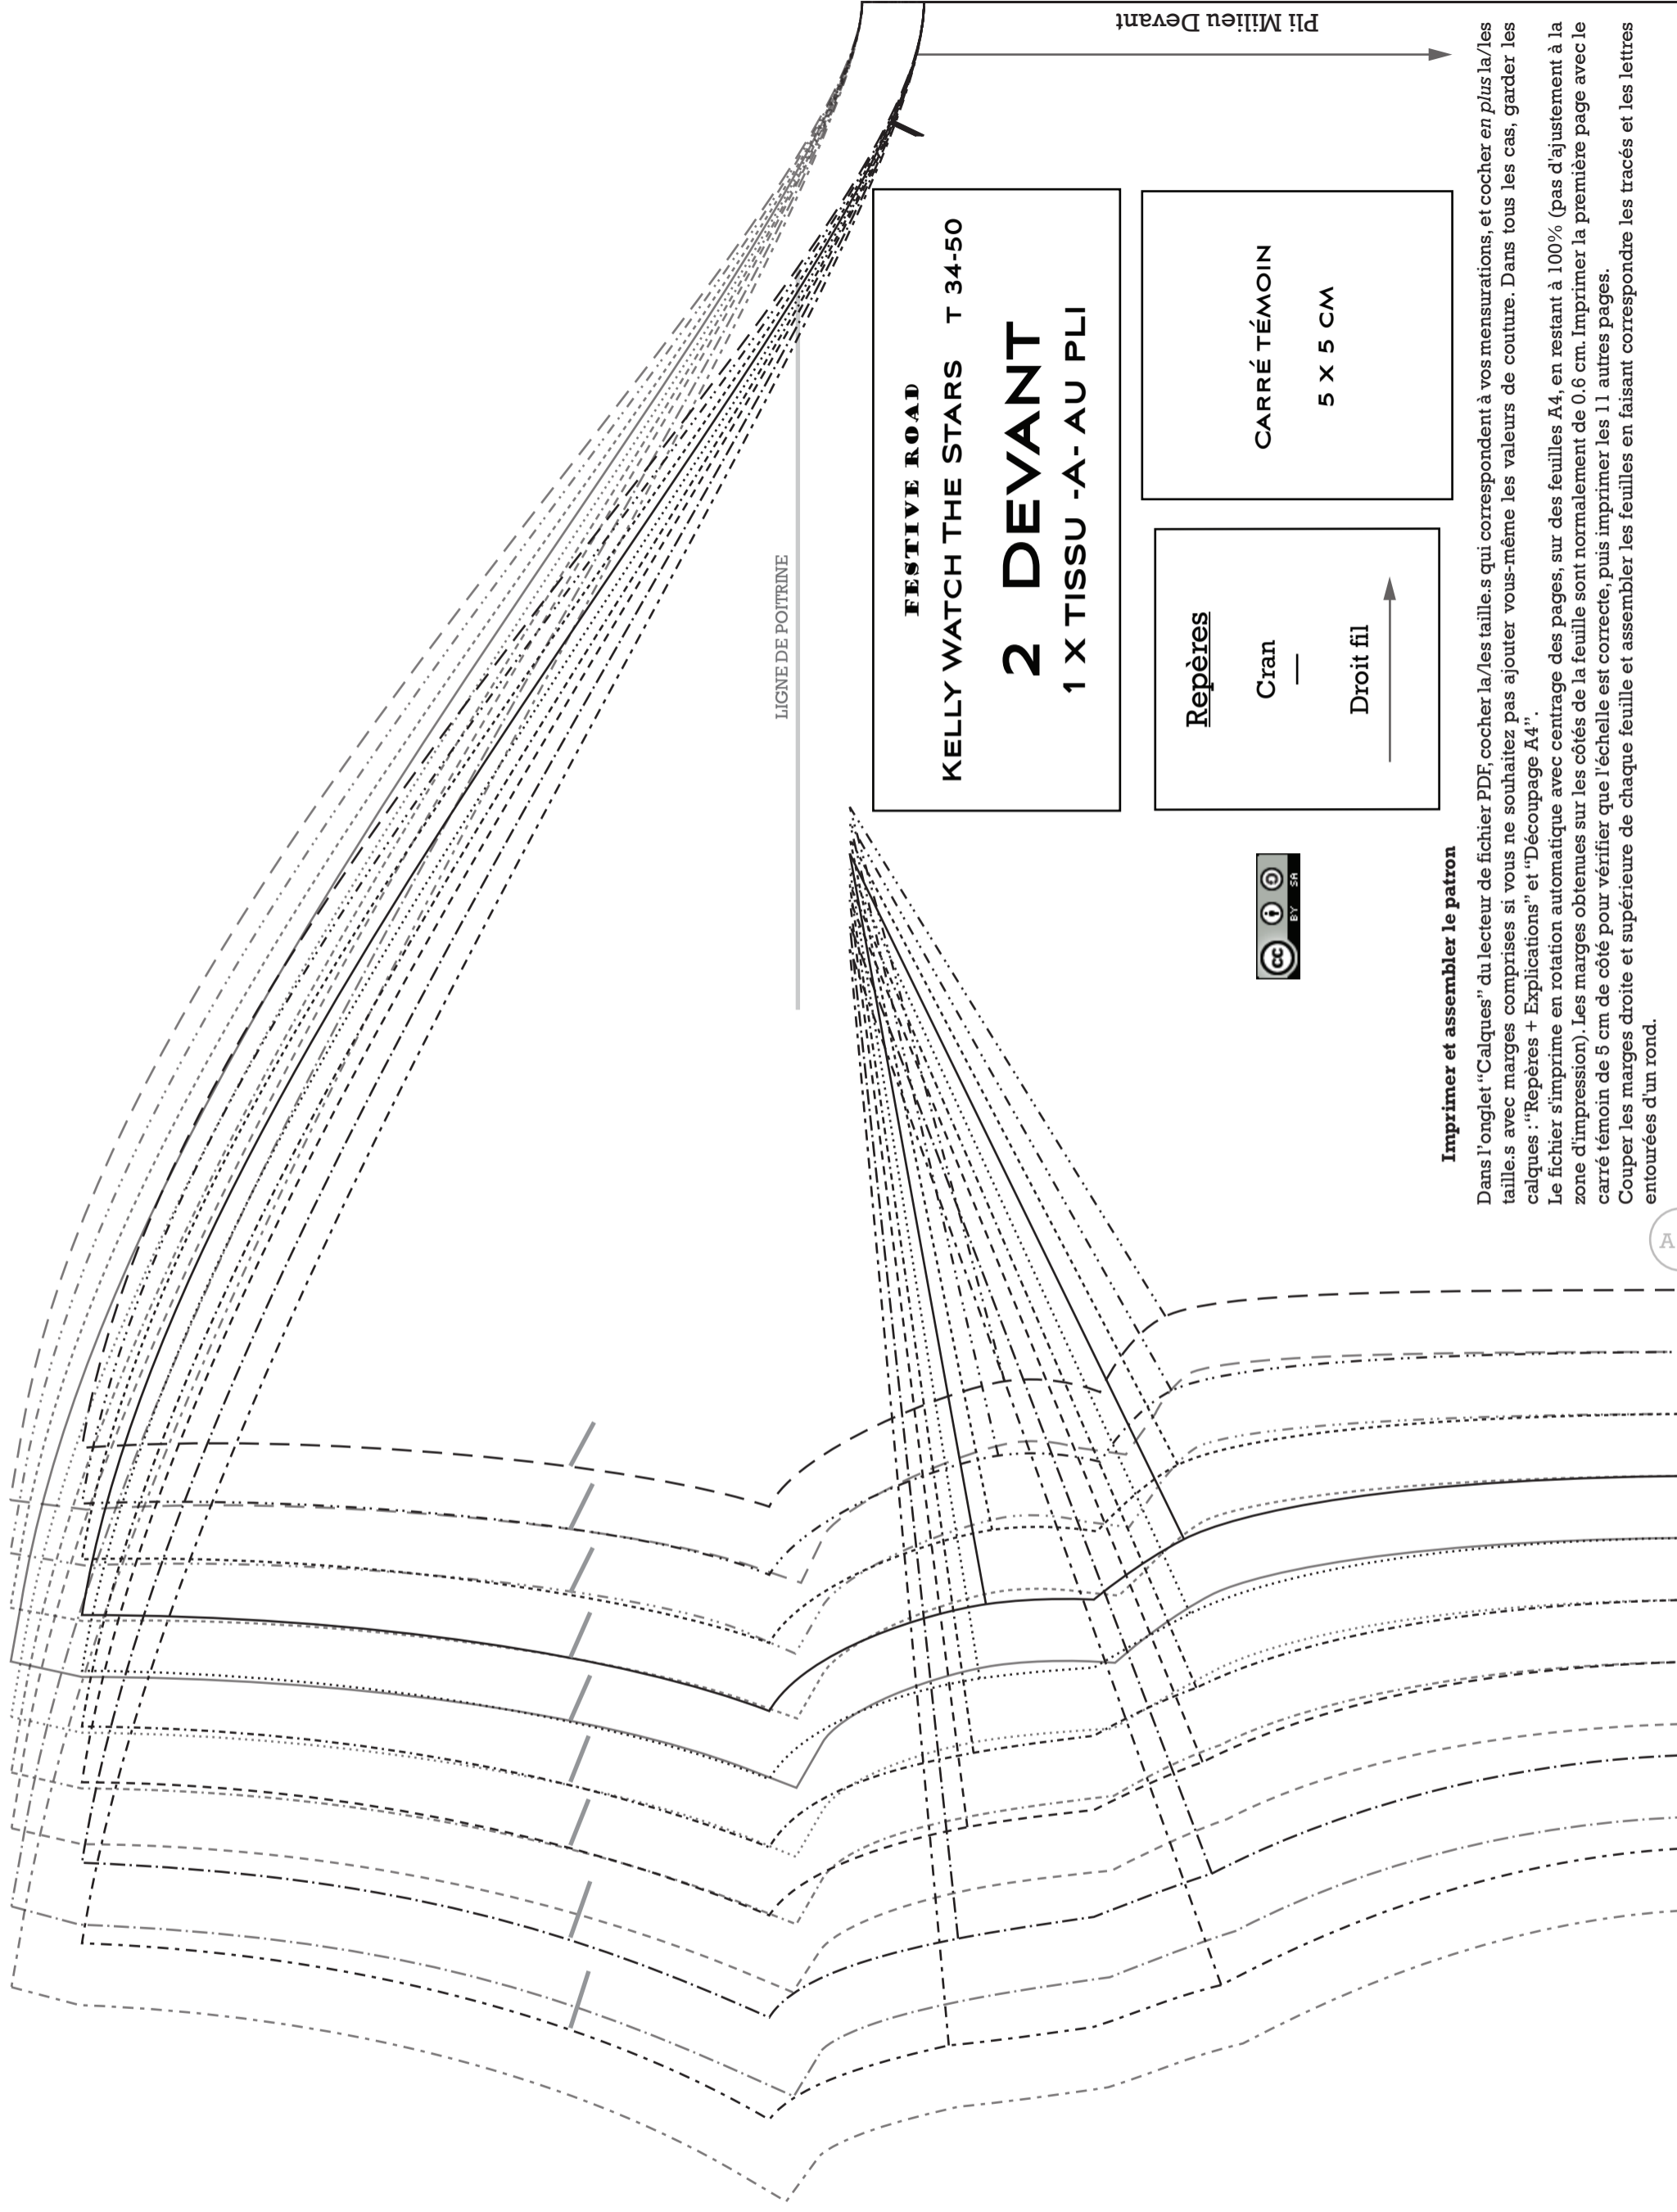 Pli Milieu Devant
LIGNE DE POITRINE
FESTIVE ROAD
KELLY WATCH THE STARS T 34-50
2 DEVANT
1 X TISSU -A- AU PLI
CARRÉ TÉMOIN
5 X 5 CM
Repères
Cran
Droit fil
cc
BY SA
Imprimer et assembler le patron
Dans l'onglet "Calques" du lecteur de fichier PDF, cocher la/les taille.s qui correspondent à vos mensurations, et cocher en plus la/les
taille.s avec marges comprises si vous ne souhaitez pas ajouter vous-même les valeurs de couture. Dans tous les cas, garder les
calques : "Repères + Explications" et "Découpage A4".
Le fichier s'imprime en rotation automatique avec centrage des pages, sur des feuilles A4, en restant à 100% (pas d'ajustement à la
zone d'impression). Les marges obtenues sur les côtés de la feuille sont normalement de 0.6 cm. Imprimer la première page avec le
carré témoin de 5 cm de côté pour vérifier que l'échelle est correcte, puis imprimer les 11 autres pages.
Couper les marges droite et supérieure de chaque feuille et assembler les feuilles en faisant correspondre les tracés et les lettres
entourées d'un rond.
A